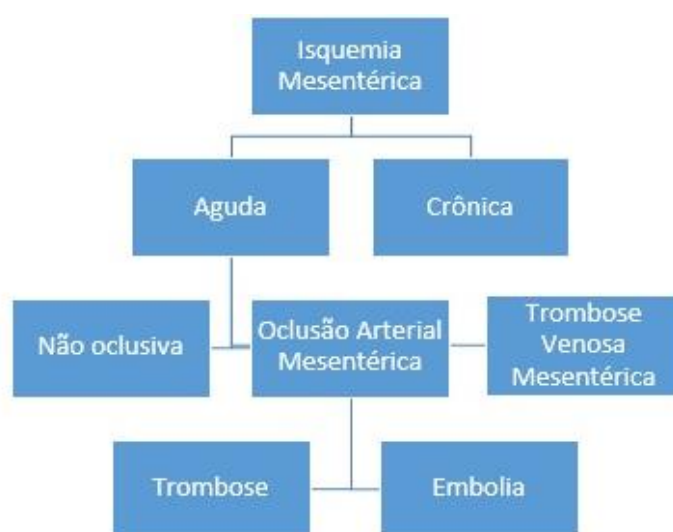 Isquemia
Mesentérica
Aguda
Crônica
Não oclusiva
Oclusão Arterial
Mesentérica
Trombose
Venosa
Mesentérica
Trombose
Embolia